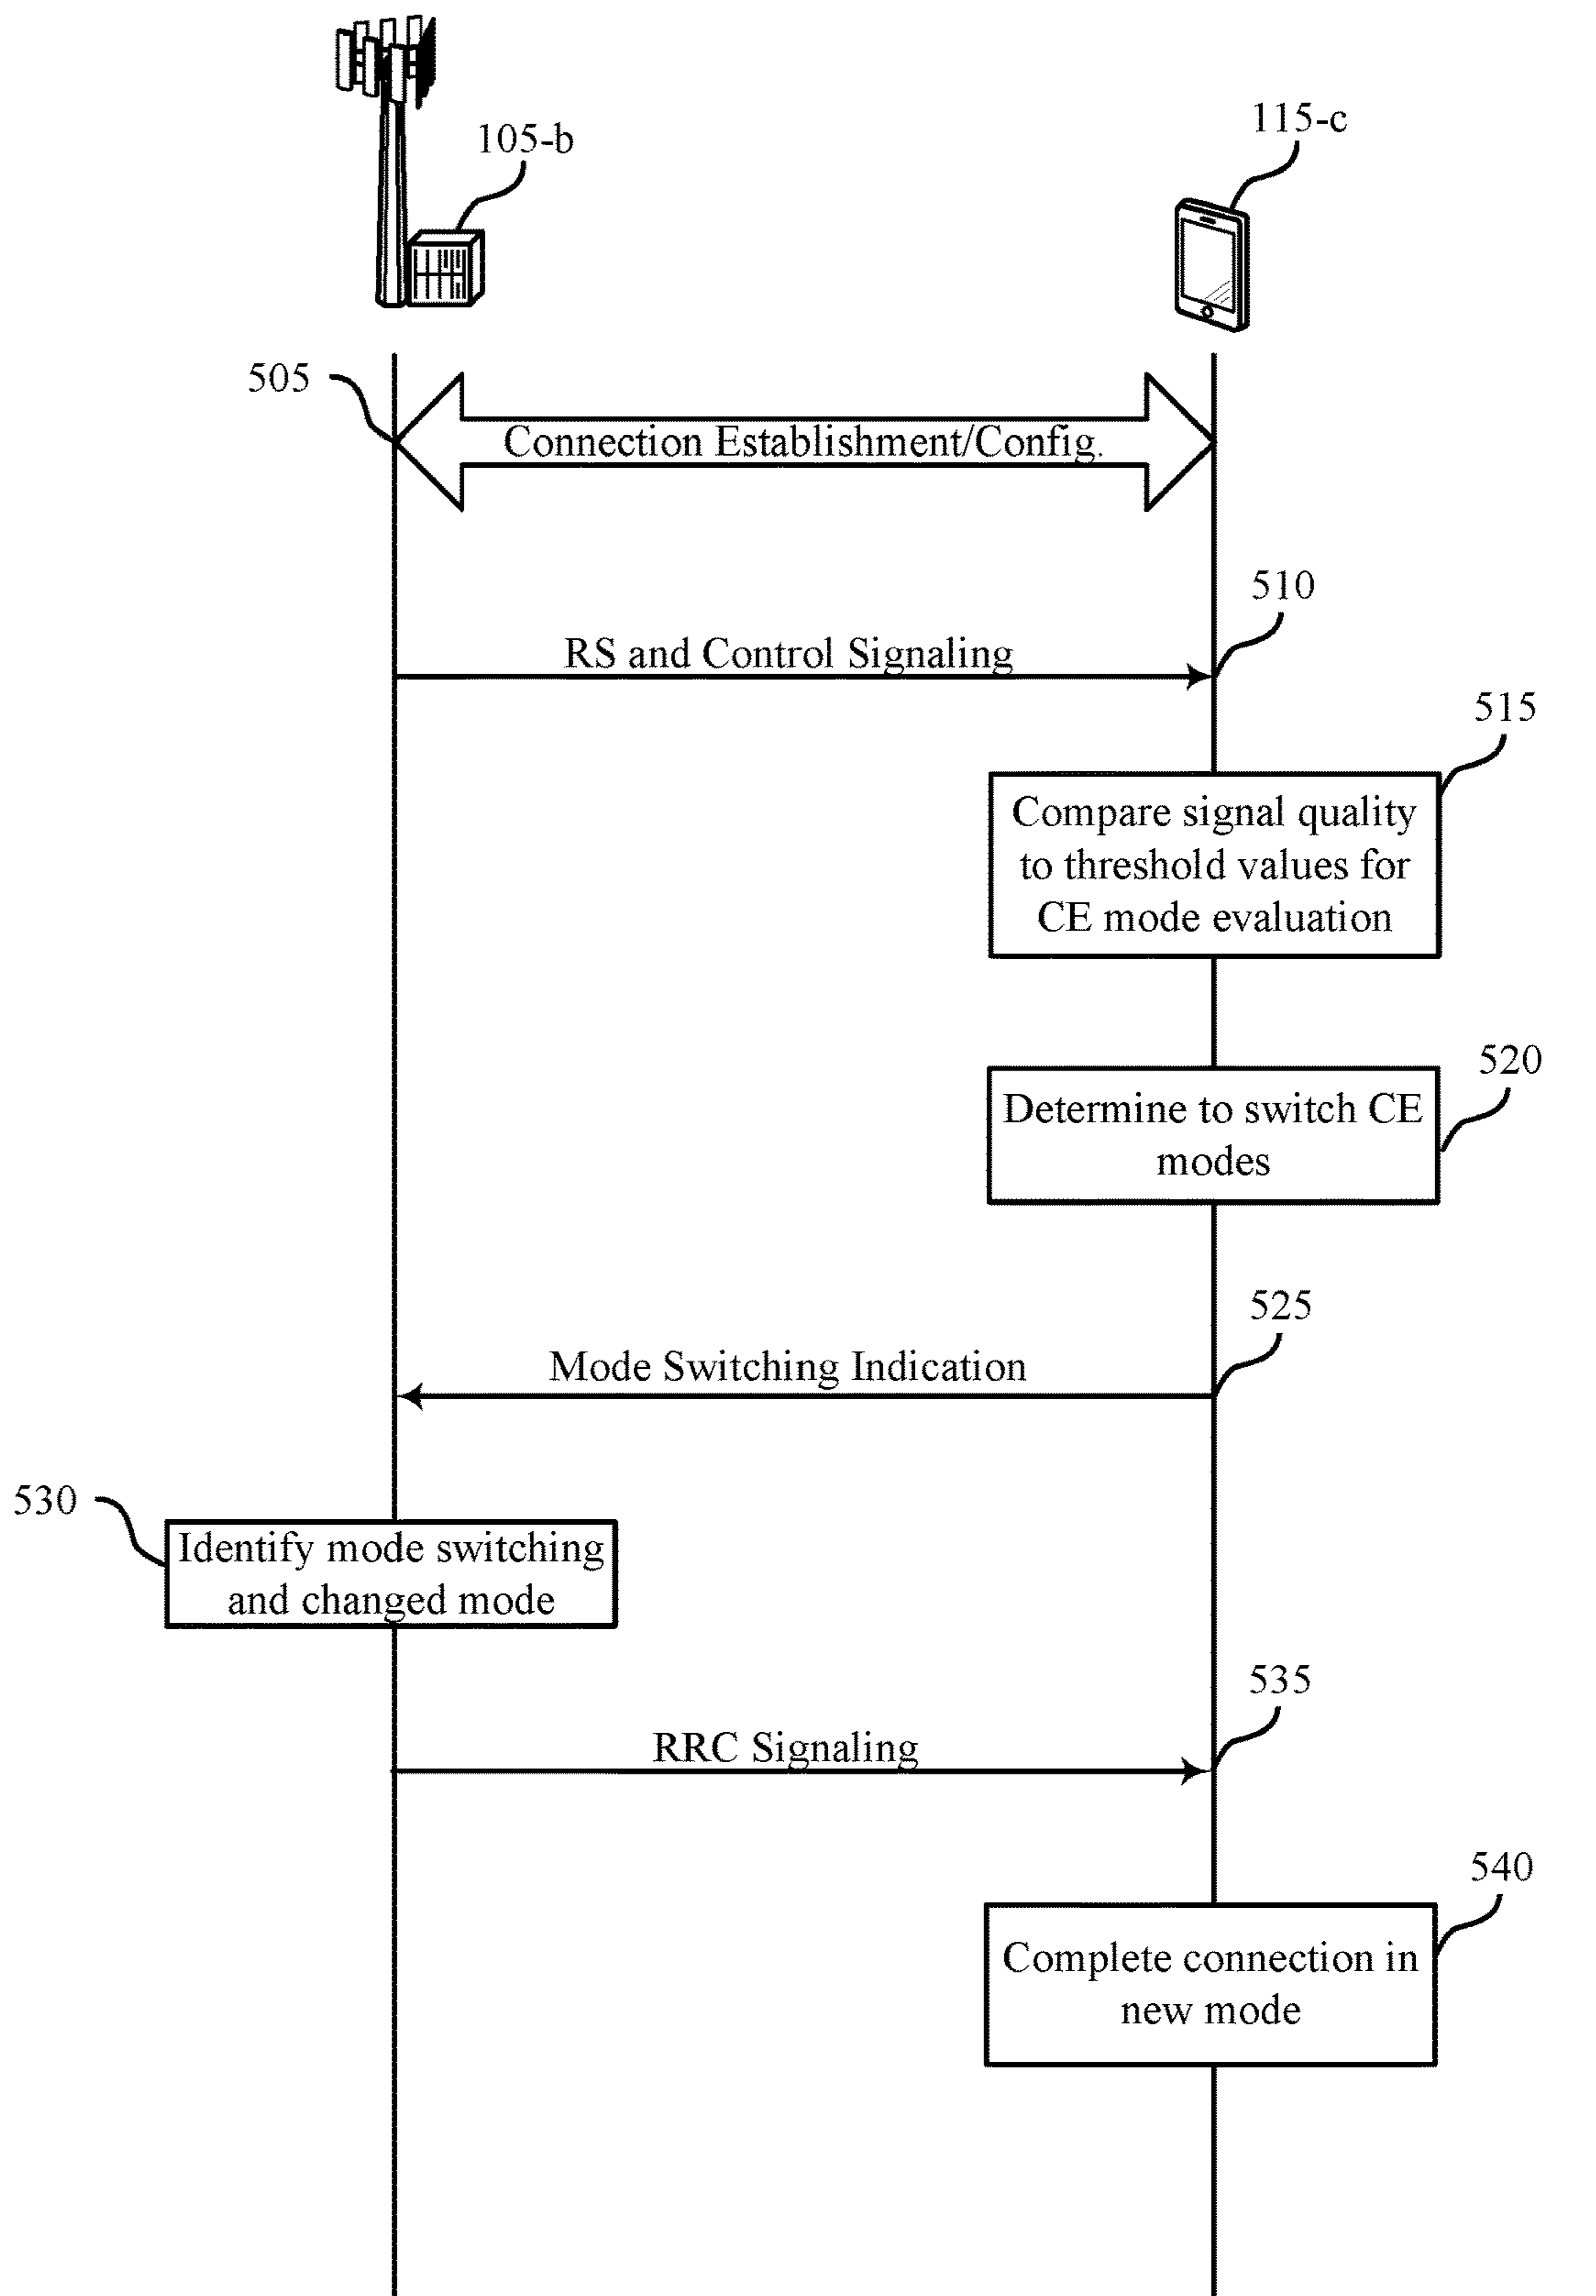 105-b
115-c
505
Connection Establishment/Config.
510
RS and Control Signaling
515
Compare signal quality
to threshold values for
CE mode evaluation
520
Determine to switch CE
modes
525
Mode Switching Indication
530
Identify mode switching
and changed mode
535
RRC Signaling
540
Complete connection in
new mode